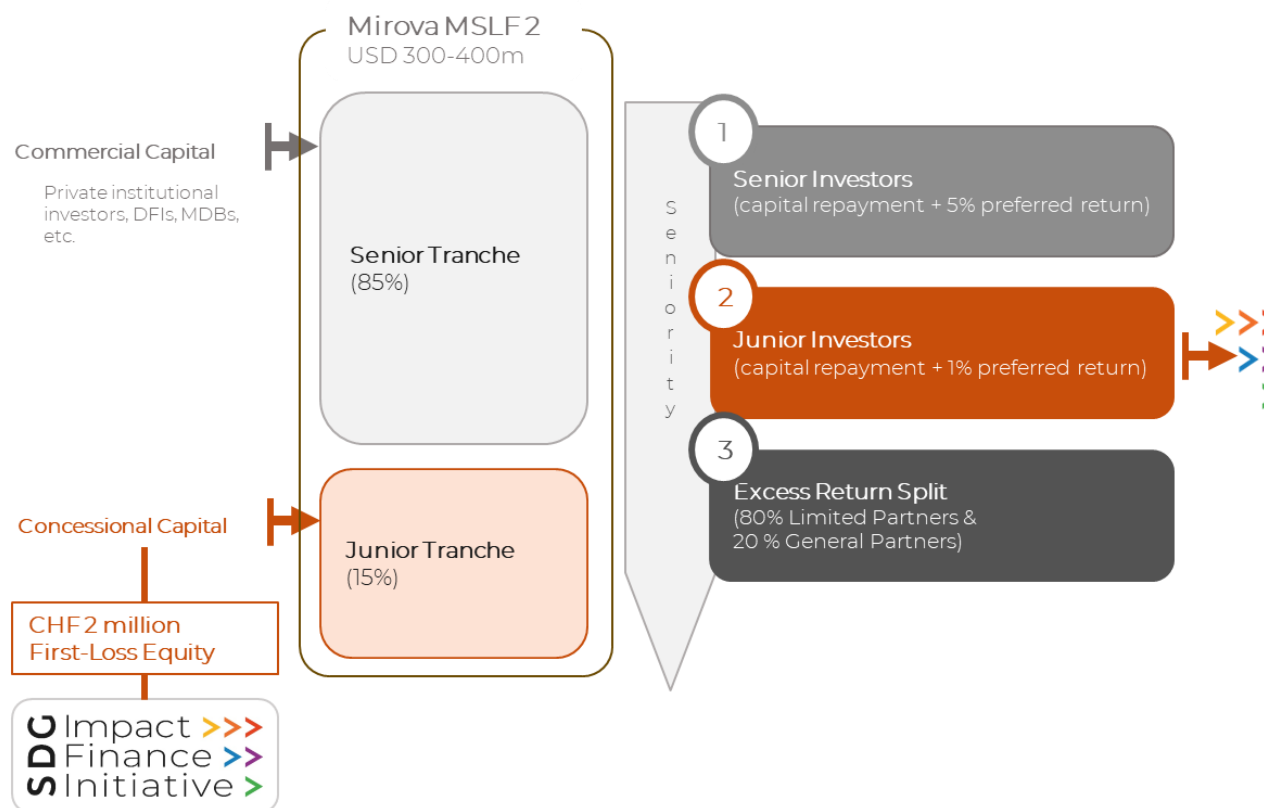 Mirova MSLF 2
USD 300-400m
Commercial Capital
Private institutional
investors, DFIs, MDBs,
etc.
Senior Tranche
(85%)
Concessional Capital
Junior Tranche
(15%)
CHF 2 million
First-Loss Equity
SDG
Impact
Finance
Initiative
Seniority
1
Senior Investors
(capital repayment + 5% preferred return)
2
Junior Investors
(capital repayment + 1% preferred return)
3
Excess Return Split
(80% Limited Partners &
20 % General Partners)